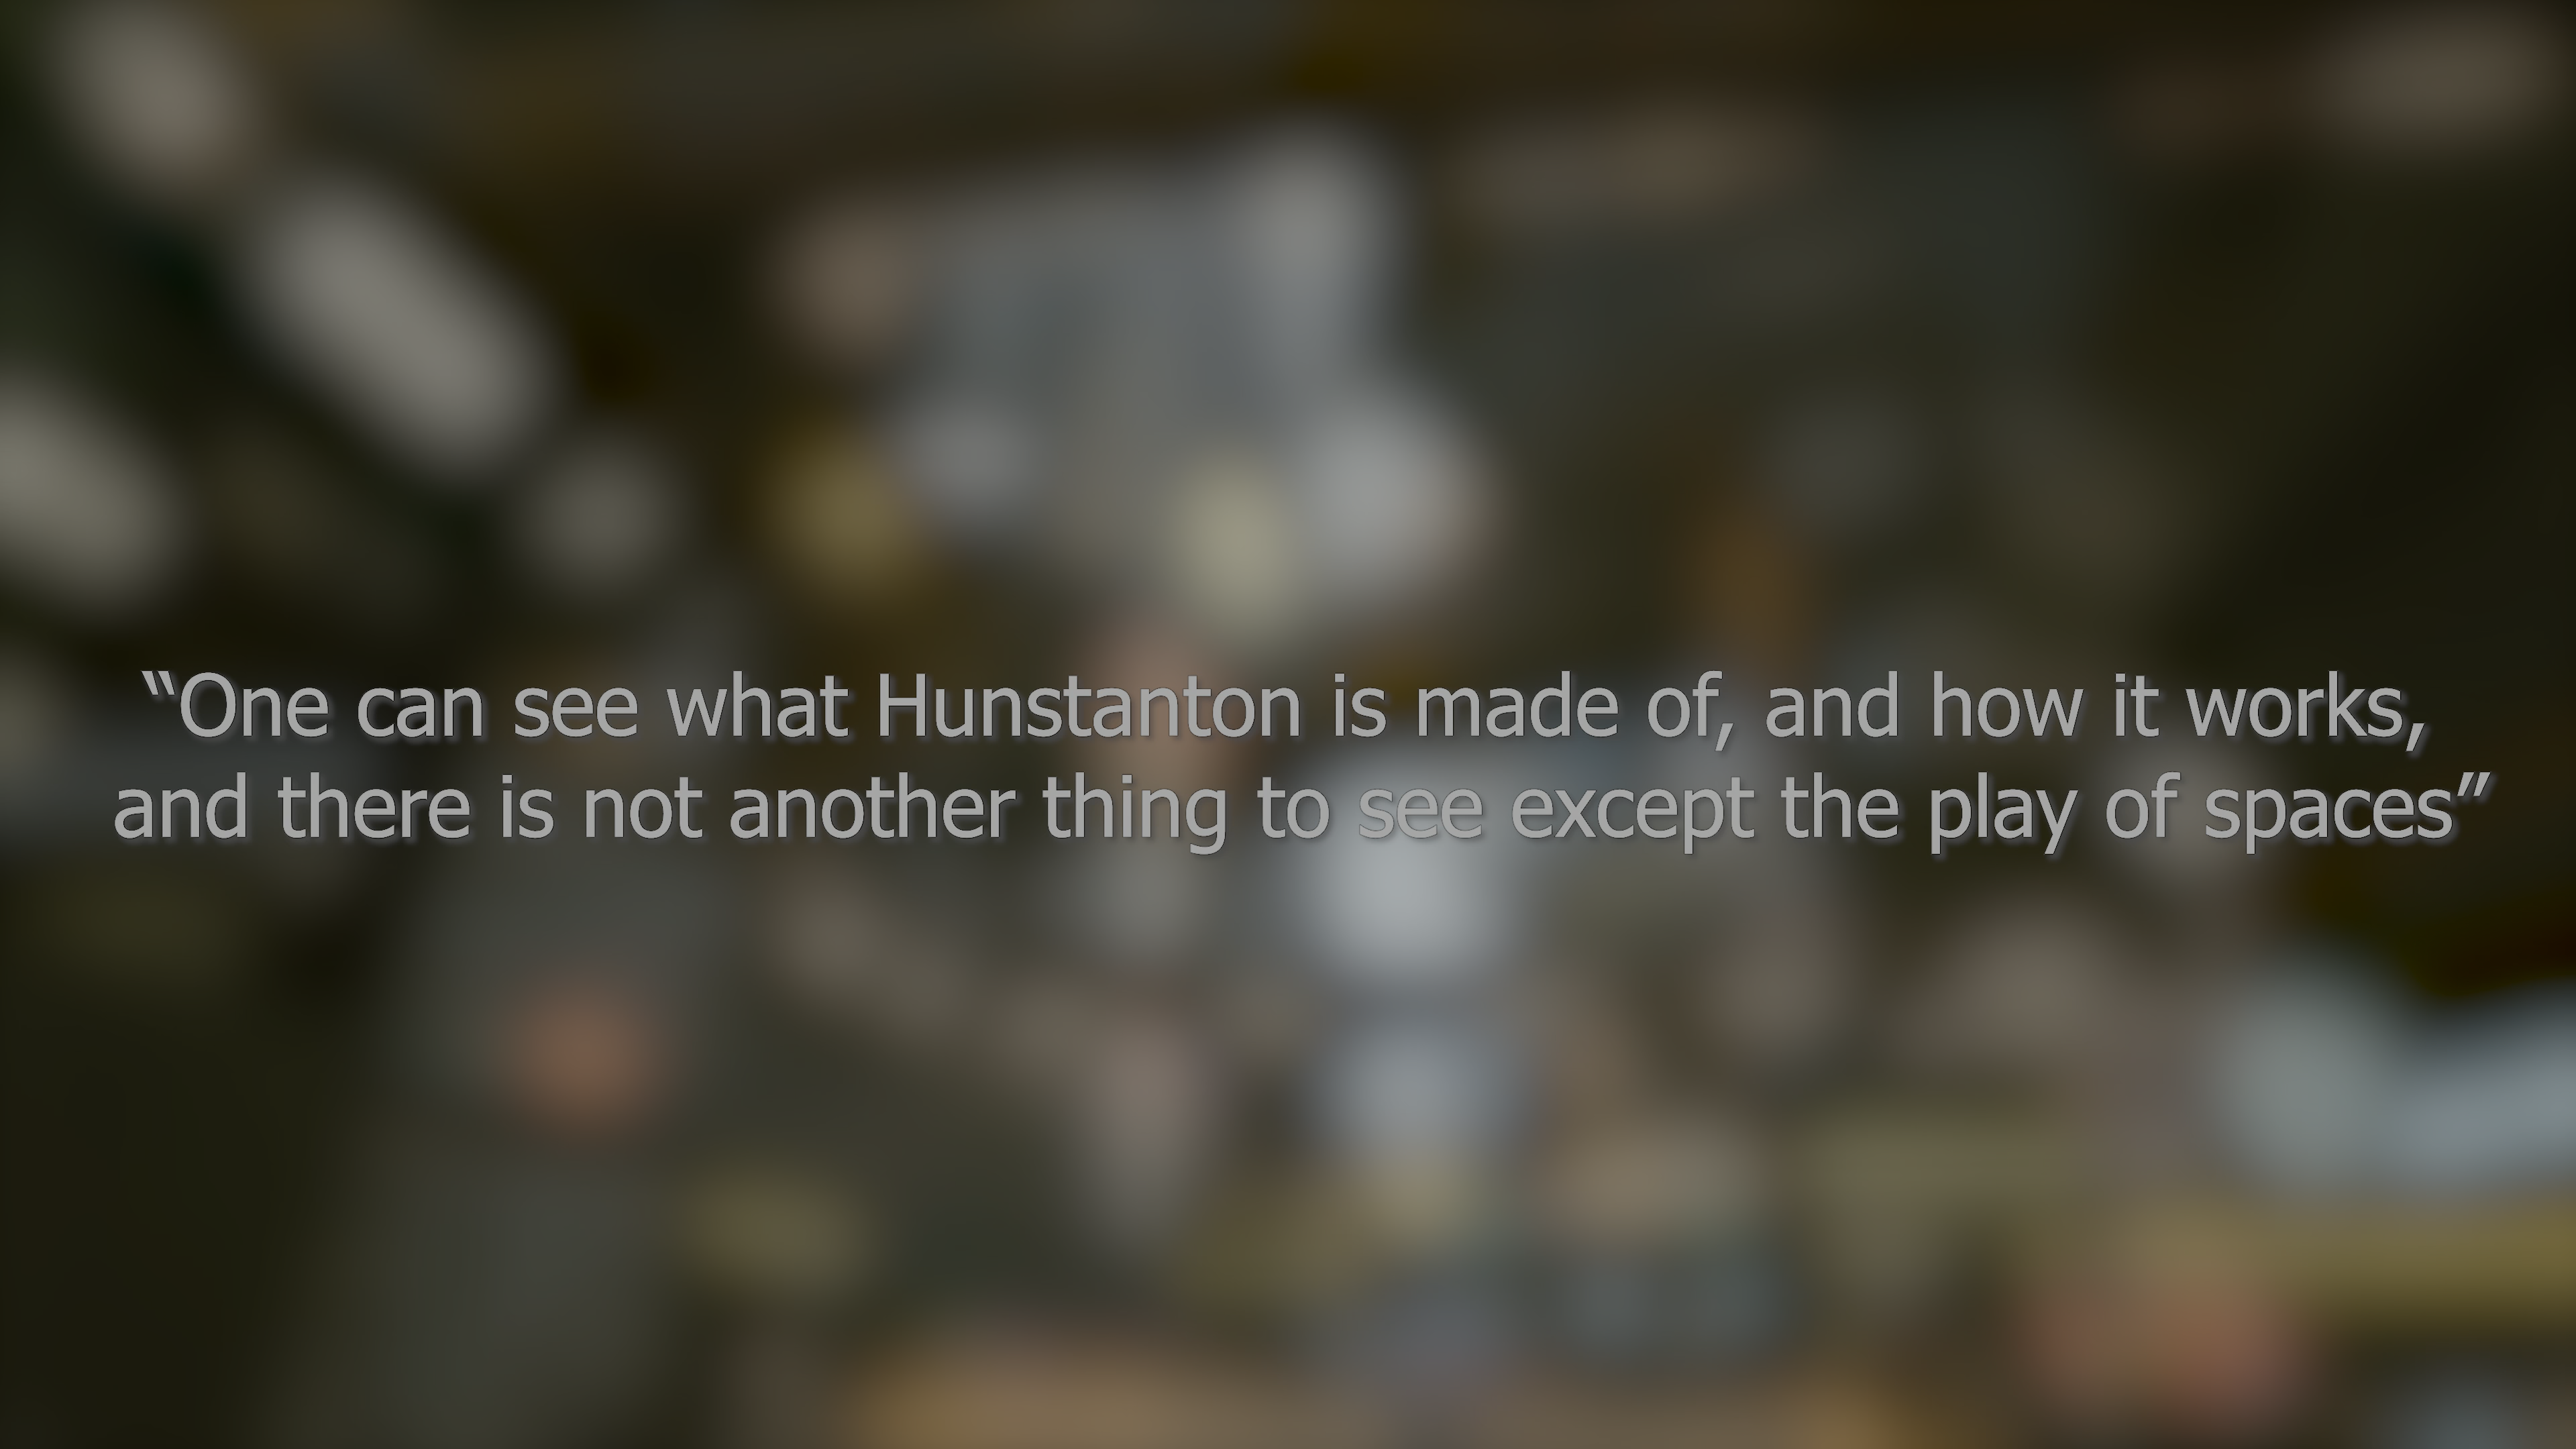 “One can see what Hunstanton is made of, and how it works,
and there is not another thing to see except the play of spaces”